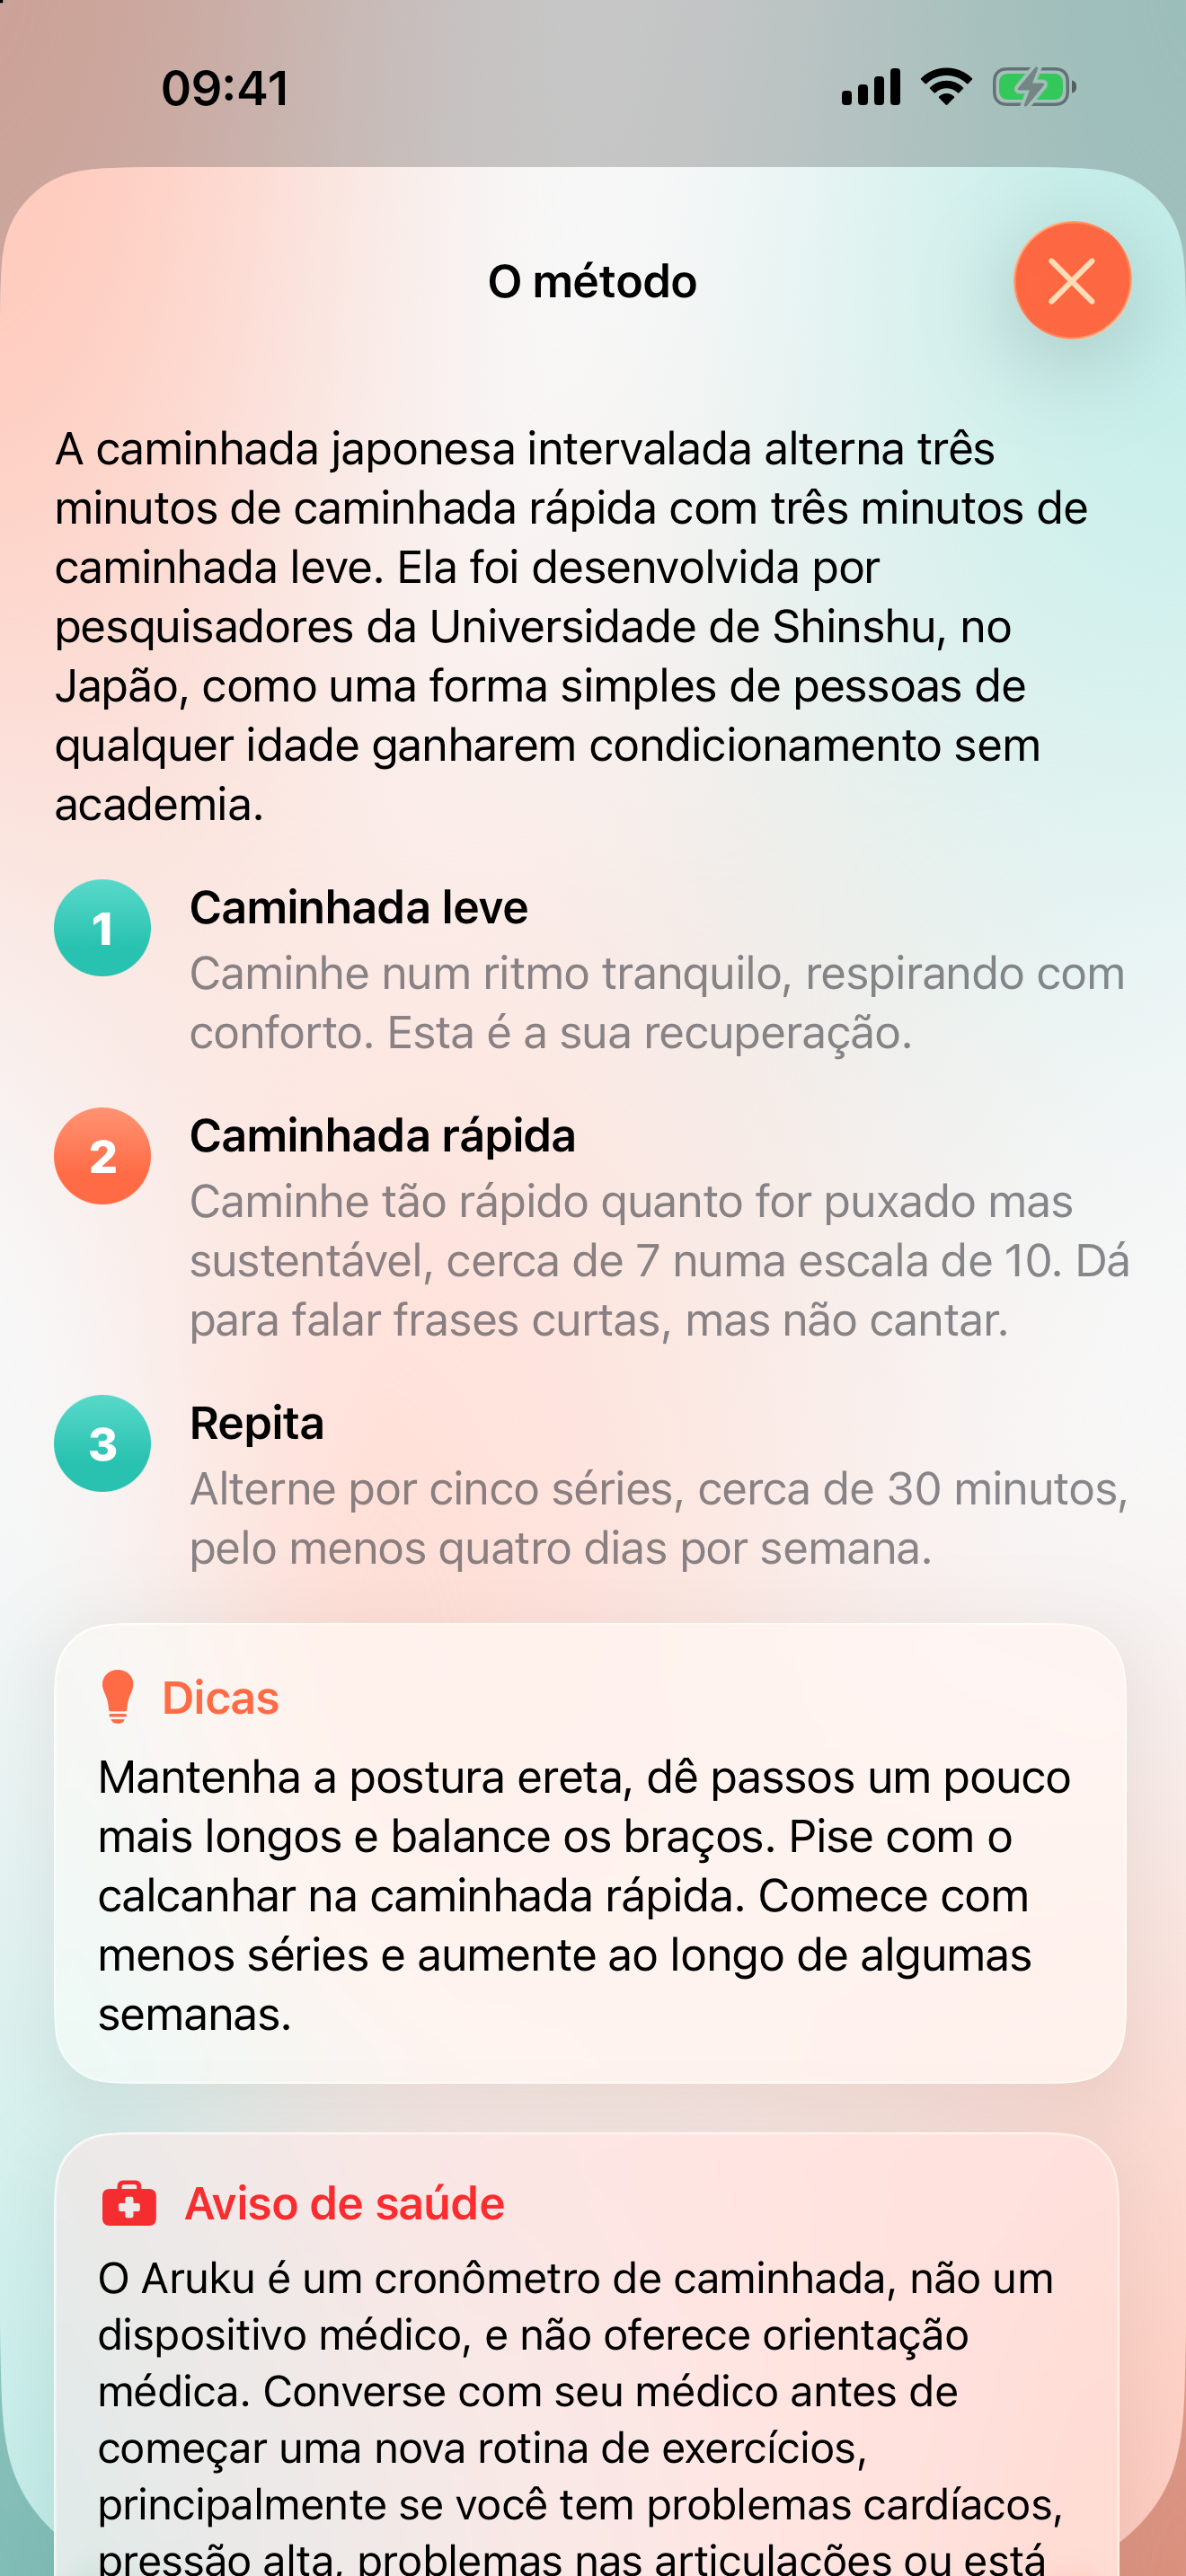 09:41
O método
A caminhada japonesa intervalada alterna três
minutos de caminhada rápida com três minutos de
caminhada leve. Ela foi desenvolvida por
pesquisadores da Universidade de Shinshu, no
Japão, como uma forma simples de pessoas de
qualquer idade ganharem condicionamento sem
academia.
1
Caminhada leve
Caminhe num ritmo tranquilo, respirando com
conforto. Esta é a sua recuperação.
2
Caminhada rápida
Caminhe tão rápido quanto for puxado mas
sustentável, cerca de 7 numa escala de 10. Dá
para falar frases curtas, mas não cantar.
3
Repita
Alterne por cinco séries, cerca de 30 minutos,
pelo menos quatro dias por semana.
Dicas
Mantenha a postura ereta, dê passos um pouco
mais longos e balance os braços. Pise com o
calcanhar na caminhada rápida. Comece com
menos séries e aumente ao longo de algumas
semanas.
Aviso de saúde
O Aruku é um cronômetro de caminhada, não um
dispositivo médico, e não oferece orientação
médica. Converse com seu médico antes de
começar uma nova rotina de exercícios,
principalmente se você tem problemas cardíacos,
pressão alta, problemas nas articulações ou está